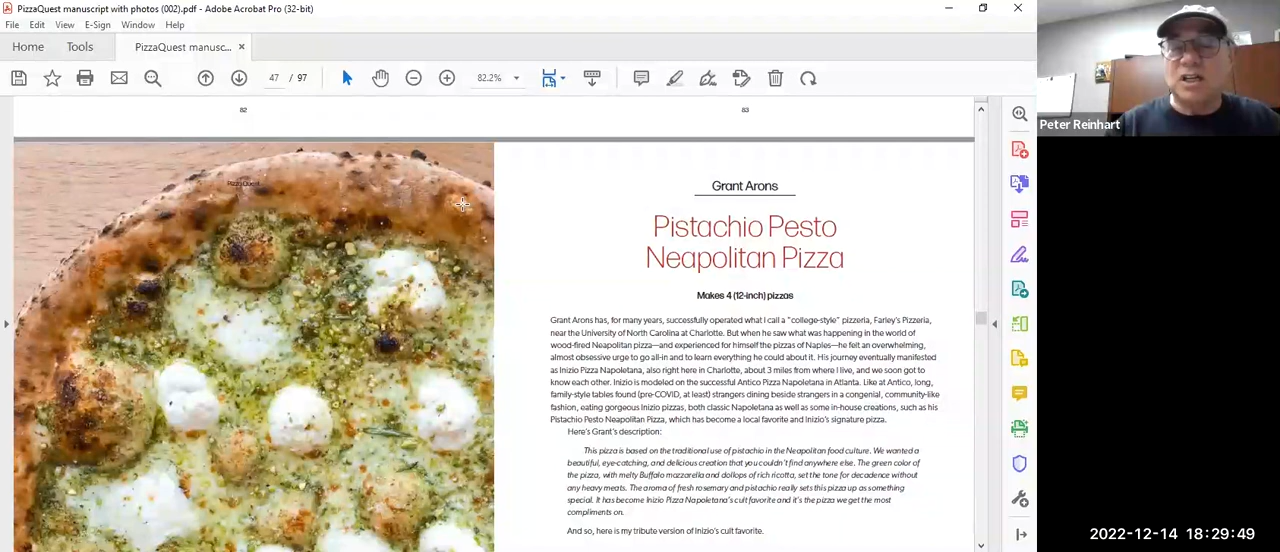 PizzaQuest manuscript with photos (002).pdf - Adobe Acrobat Pro (32-bit)
File Edit View E-Sign Window Help
Home Tools PizzaQuest manusc... ×
47 / 97 82.2%
82 83
PizzaQuest
Grant Arons
Pistachio Pesto
Neapolitan Pizza
Makes 4 (12-inch) pizzas
Grant Arons has, for many years, successfully operated what I call a "college-style" pizzeria, Farley's Pizzeria,
near the University of North Carolina at Charlotte. But when he saw what was happening in the world of
wood-fired Neapolitan pizza—and experienced for himself the pizzas of Naples—he felt an overwhelming,
almost obsessive urge to go all-in and to learn everything he could about it. His journey eventually manifested
as Inizio Pizza Napoletana, also right here in Charlotte, about 3 miles from where I live, and we soon got to
know each other. Inizio is modeled on the successful Antico Pizza Napoletana in Atlanta. Like at Antico, long,
family-style tables found (pre-COVID, at least) strangers dining beside strangers in a congenial, community-like
fashion, eating gorgeous Inizio pizzas, both classic Napoletana as well as some in-house creations, such as his
Pistachio Pesto Neapolitan Pizza, which has become a local favorite and Inizio's signature pizza.
Here's Grant's description:
This pizza is based on the traditional use of pistachio in the Neapolitan food culture. We wanted a
beautiful, eye-catching, and delicious creation that you couldn't find anywhere else. The green color of
the pizza, with melty Buffalo mozzarella and dollops of rich ricotta, set the tone for decadence without
any heavy meats. The aroma of fresh rosemary and pistachio really sets this pizza up as something
special. It has become Inizio Pizza Napoletana's cult favorite and it's the pizza we get the most
compliments on.
And so, here is my tribute version of Inizio's cult favorite.
Peter Reinhart
2022-12-14 18:29:49